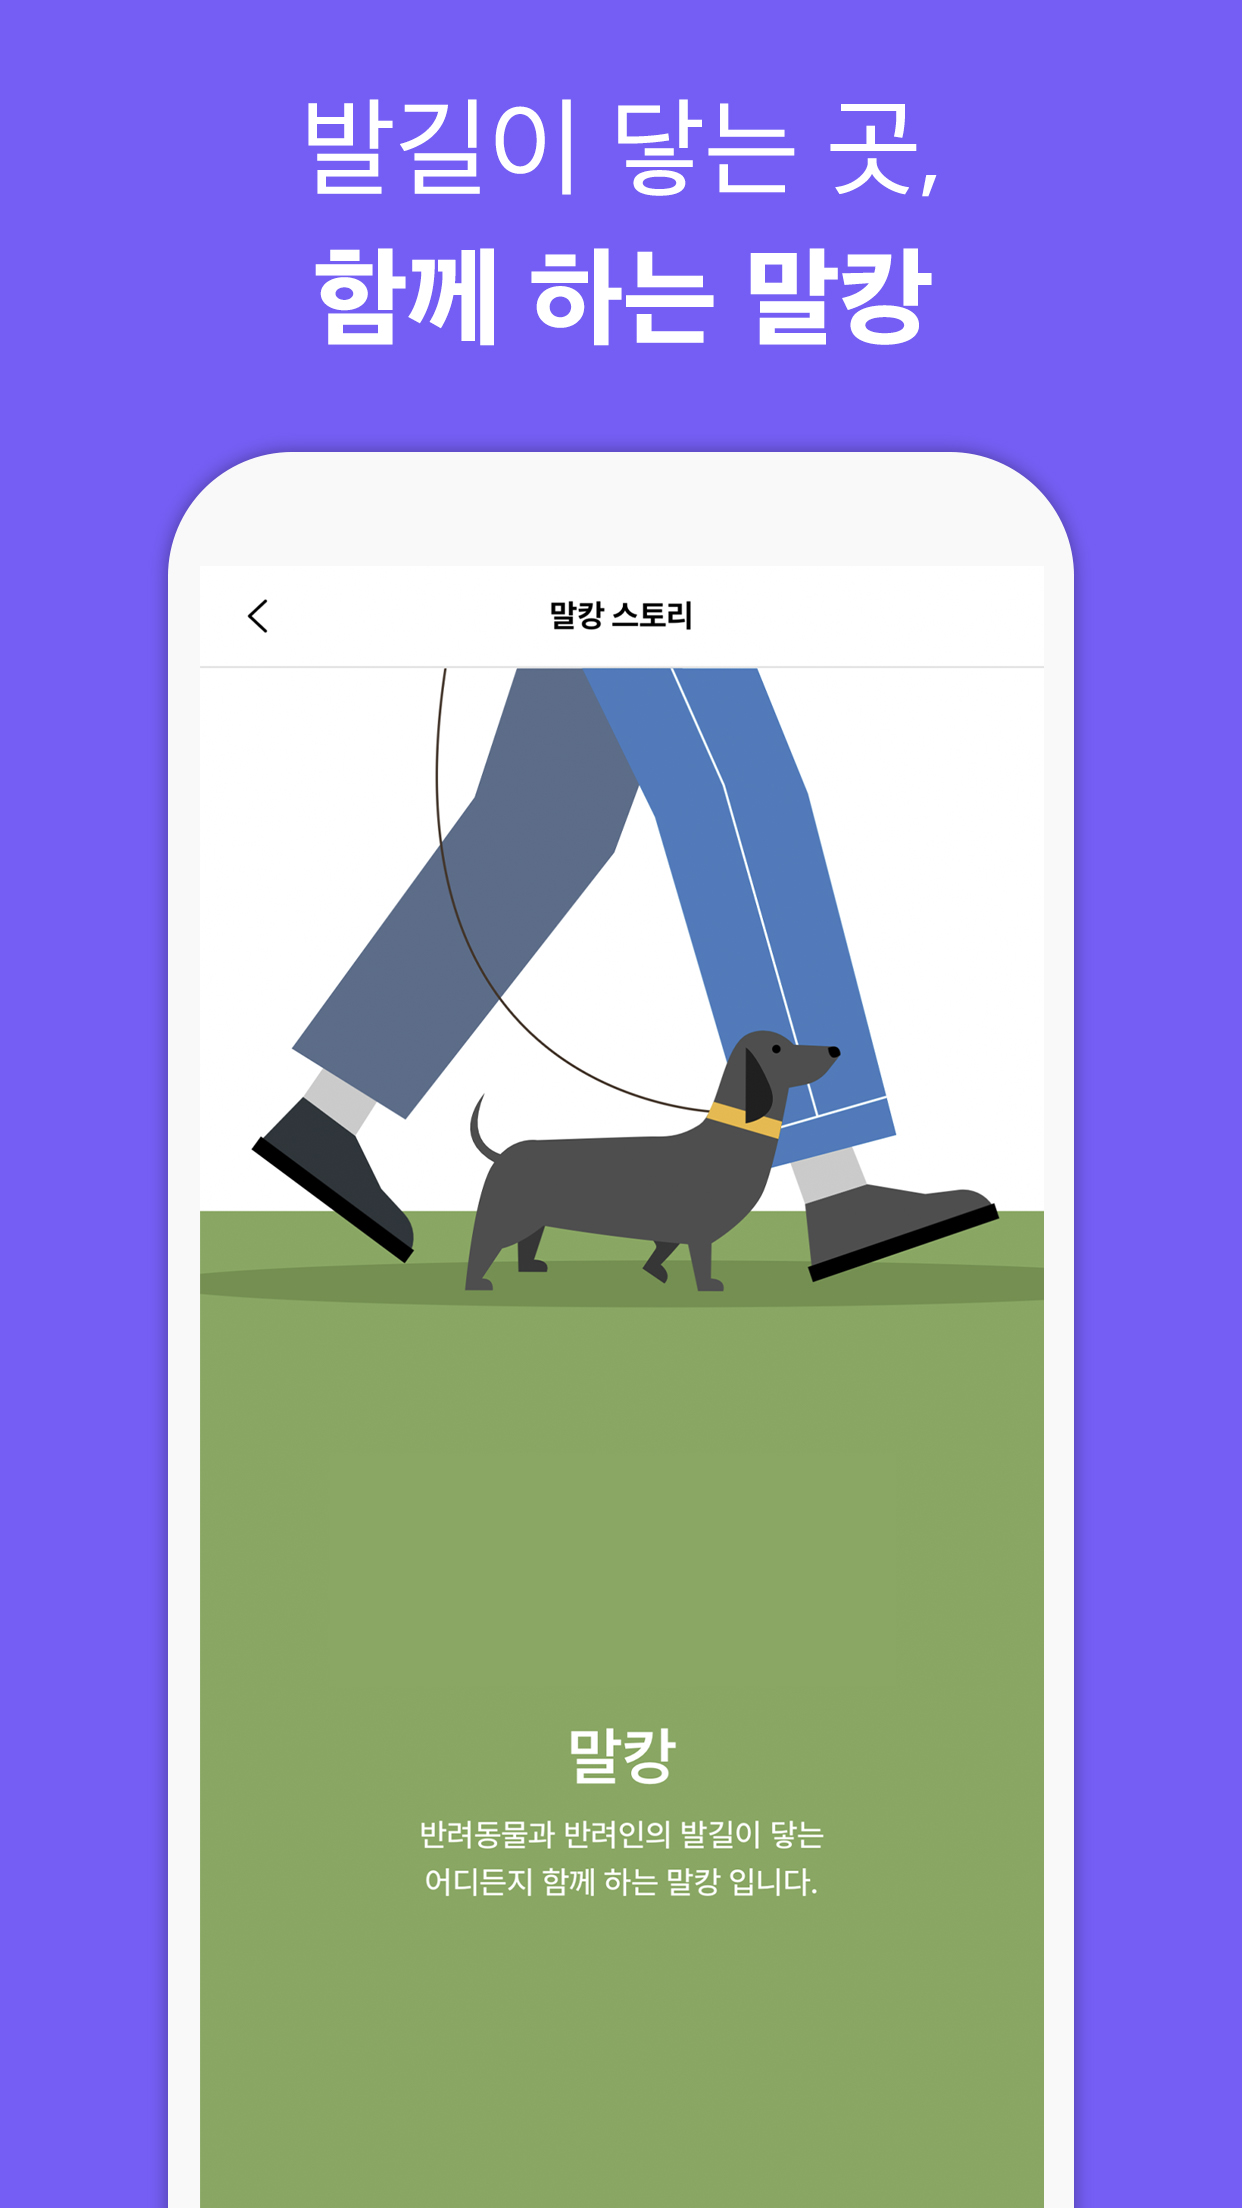 발길이 닿는 곳,
함께 하는 말캉
말캉 스토리
말캉
반려동물과 반려인의 발길이 닿는
어디든지 함께 하는 말캉 입니다.